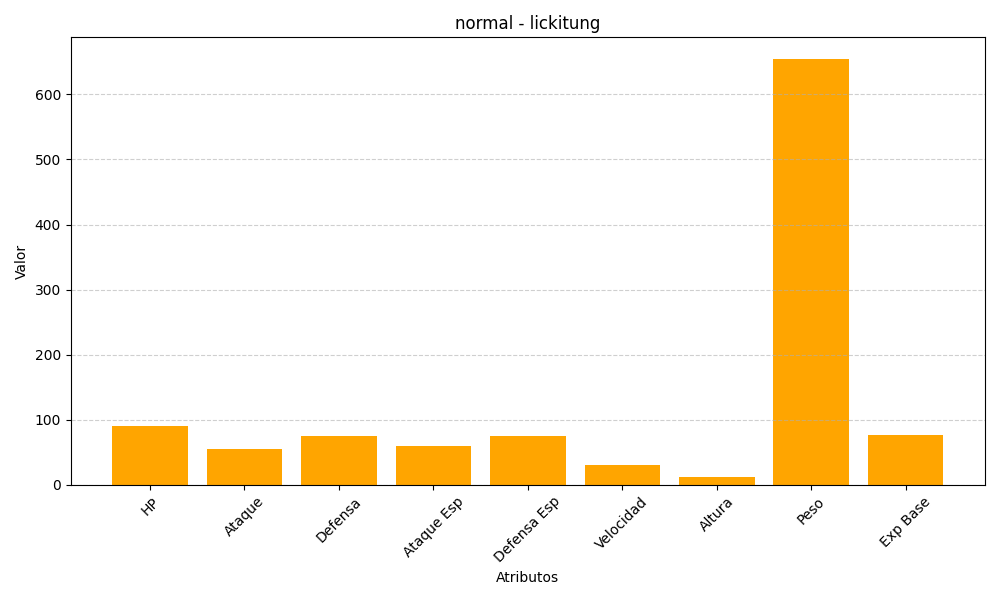 normal - lickitung
Valor
600
500
400
300
200
100
0
HP
Ataque
Defensa
Ataque Esp
Defensa Esp
Velocidad
Altura
Peso
Exp Base
Atributos